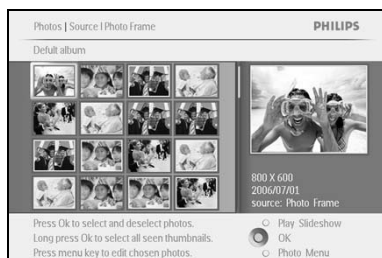 Photos | Source | Photo Frame
PHILIPS
Defult album
800 X 600
2006/07/01
source: Photo Frame
Press Ok to select and deselect photos.
Long press Ok to select all seen thumbnails.
Press menu key to edit chosen photos.
Play Slideshow
OK
Photo Menu